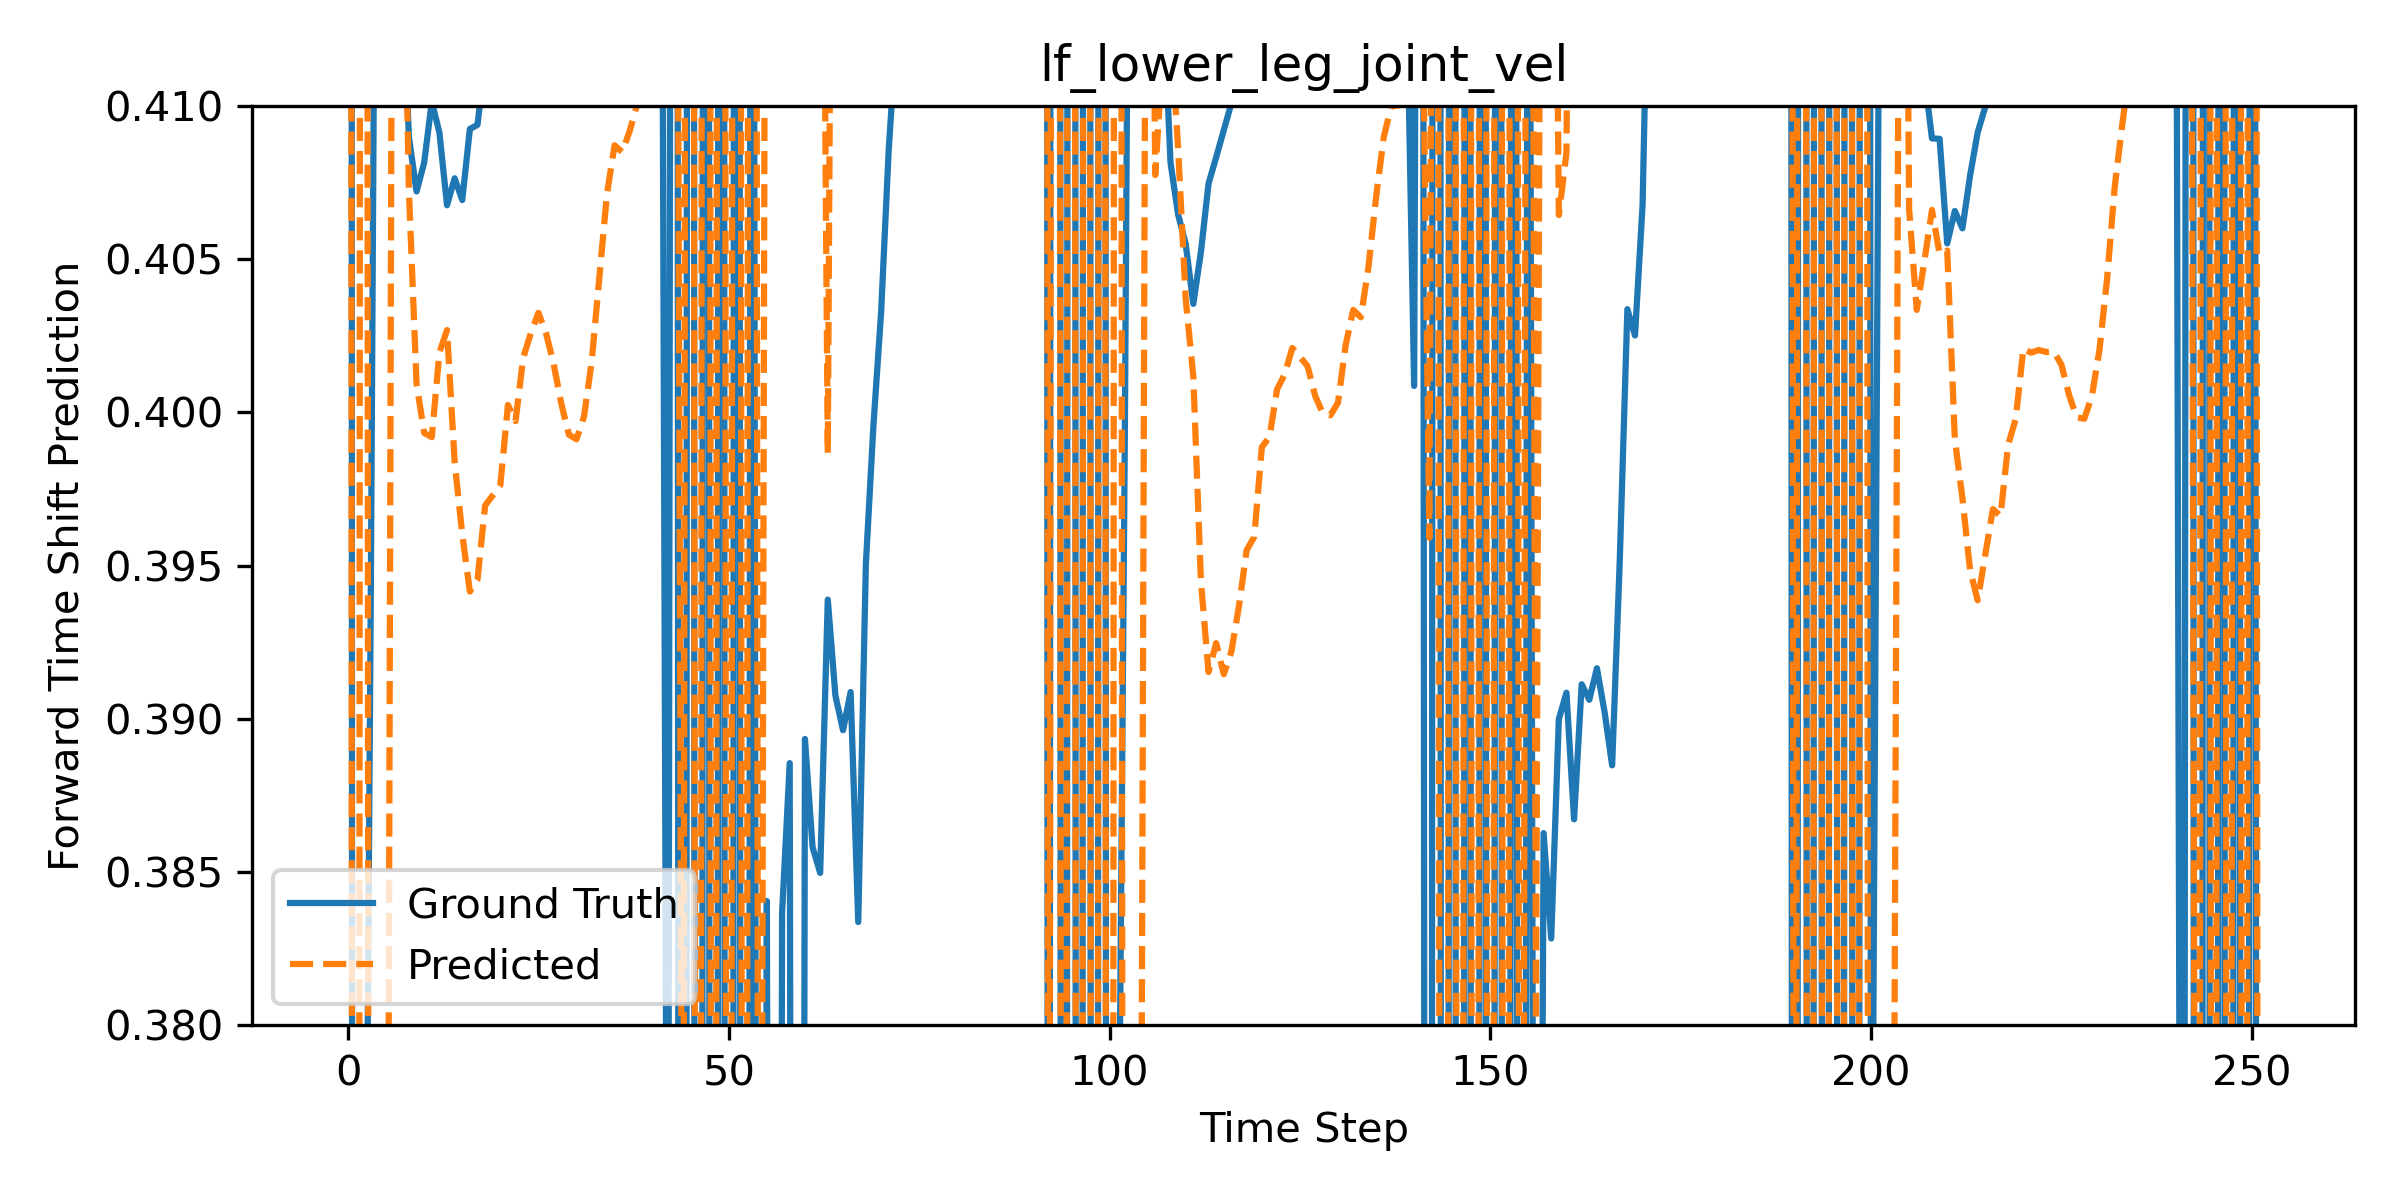 lf_lower_leg_joint_vel
Forward Time Shift Prediction
0.410
0.405
0.400
0.395
0.390
0.385
0.380
Ground Truth
Predicted
0
50
100
150
200
250
Time Step